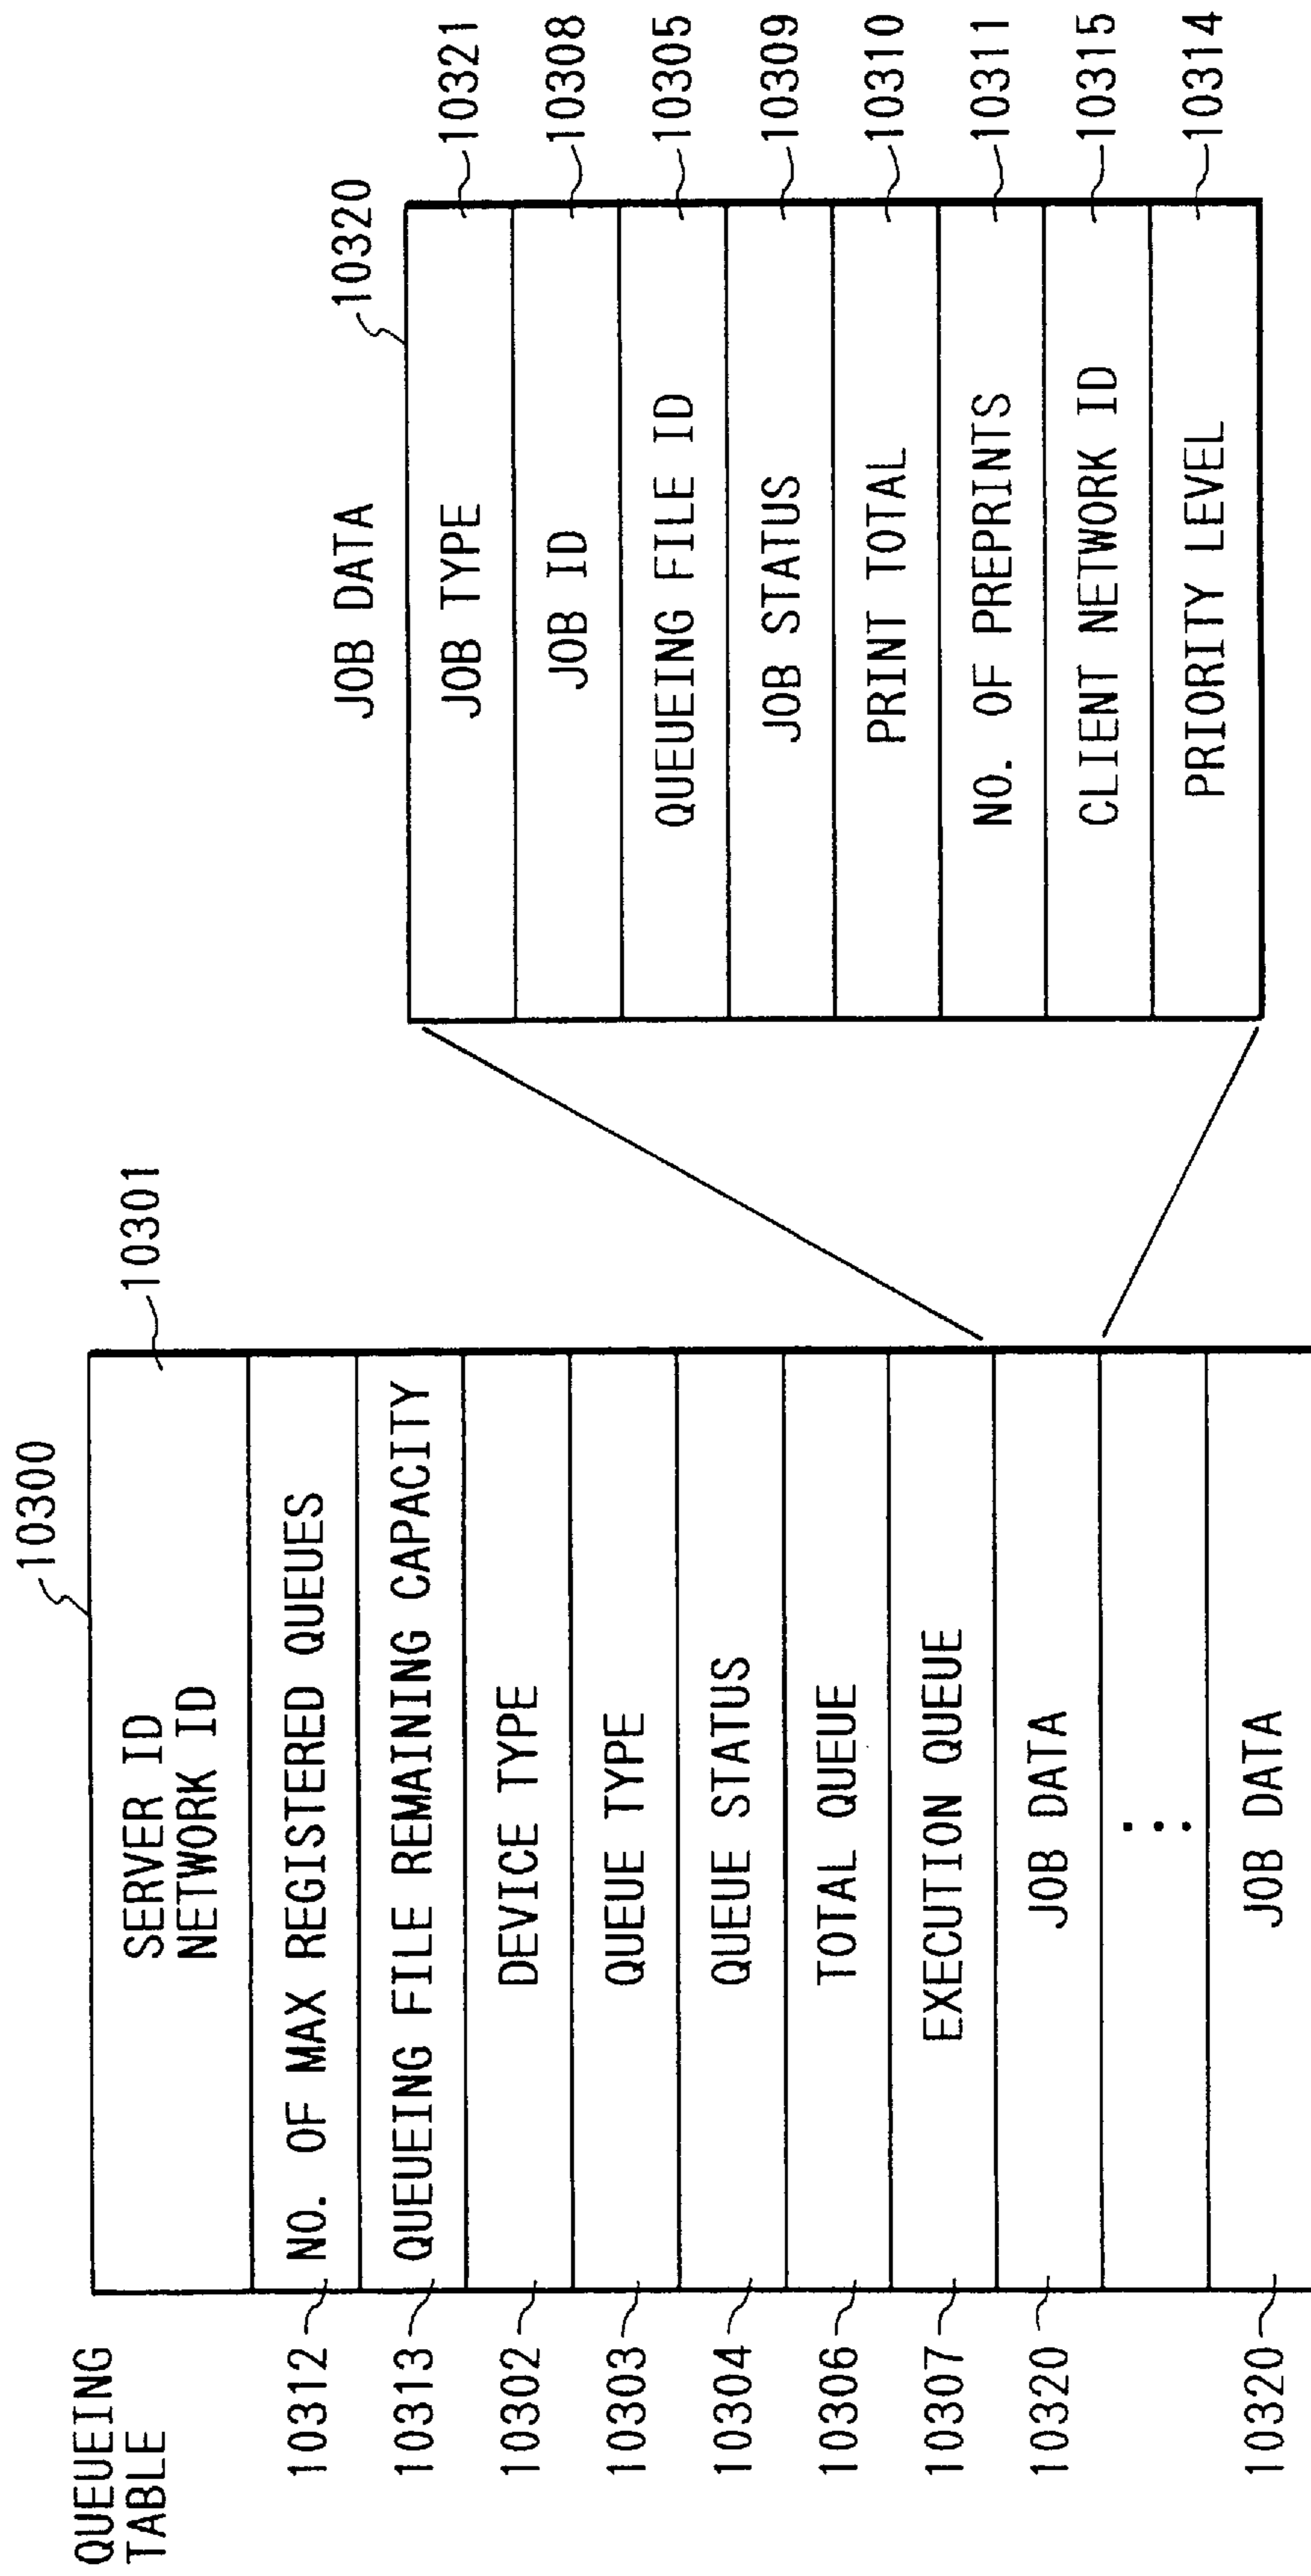 QUEUEING
TABLE
10300
SERVER ID
NETWORK ID
10301
10312
NO. OF MAX REGISTERED QUEUES
10313
QUEUEING FILE REMAINING CAPACITY
10302
DEVICE TYPE
10303
QUEUE TYPE
10304
QUEUE STATUS
10306
TOTAL QUEUE
10307
EXECUTION QUEUE
10320
JOB DATA
...
10320
JOB DATA
JOB DATA
10320
JOB TYPE
10321
JOB ID
10308
QUEUEING FILE ID
10305
JOB STATUS
10309
PRINT TOTAL
10310
NO. OF PREPRINTS
10311
CLIENT NETWORK ID
10315
PRIORITY LEVEL
10314